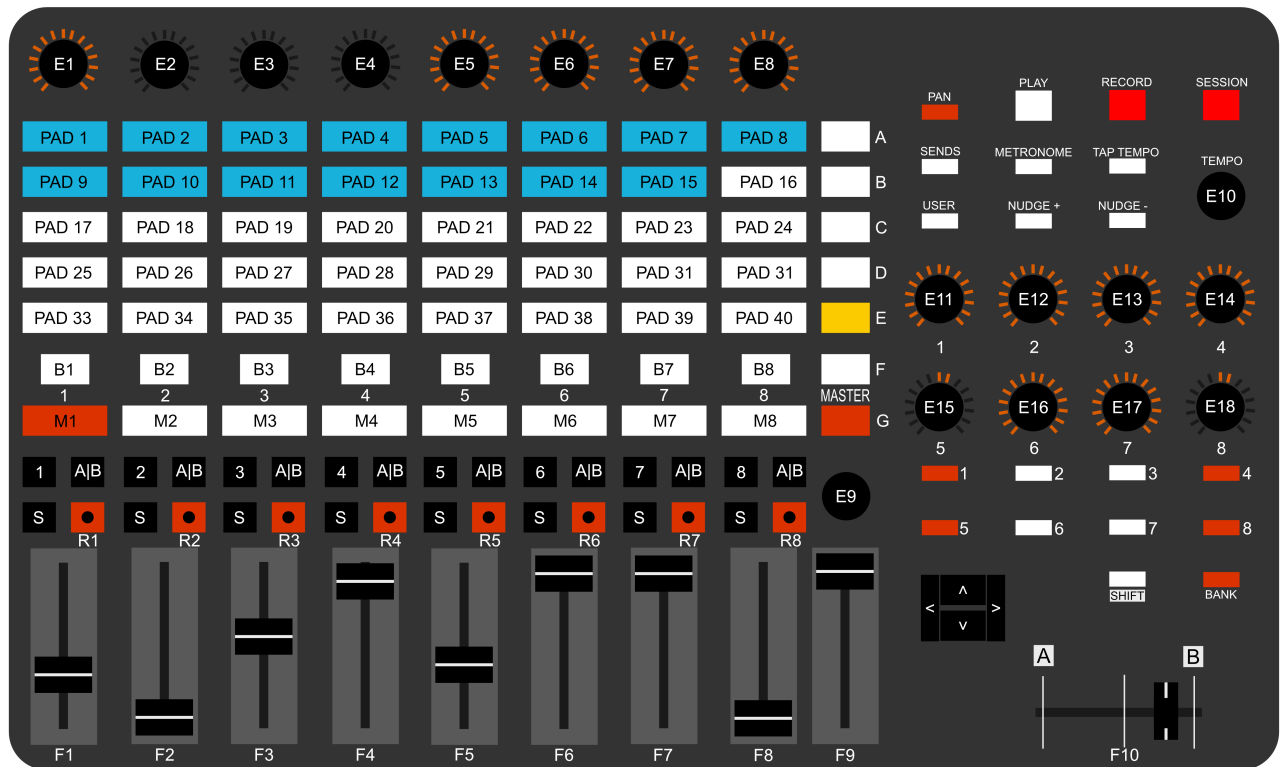 E1 E2 E3 E4 E5 E6 E7 E8
PAD 1 PAD 2 PAD 3 PAD 4 PAD 5 PAD 6 PAD 7 PAD 8 A
PAD 9 PAD 10 PAD 11 PAD 12 PAD 13 PAD 14 PAD 15 PAD 16 B
PAD 17 PAD 18 PAD 19 PAD 20 PAD 21 PAD 22 PAD 23 PAD 24 C
PAD 25 PAD 26 PAD 27 PAD 28 PAD 29 PAD 30 PAD 31 PAD 31 D
PAD 33 PAD 34 PAD 35 PAD 36 PAD 37 PAD 38 PAD 39 PAD 40 E
B1 B2 B3 B4 B5 B6 B7 B8 F
1 2 3 4 5 6 7 8 MASTER
M1 M2 M3 M4 M5 M6 M7 M8 G
1 A|B 2 A|B 3 A|B 4 A|B 5 A|B 6 A|B 7 A|B 8 A|B
E9
S S S S S S S S
R1 R2 R3 R4 R5 R6 R7 R8
F1 F2 F3 F4 F5 F6 F7 F8 F9
PAN PLAY RECORD SESSION
SENDS METRONOME TAP TEMPO TEMPO
E10
USER NUDGE + NUDGE -
E11 E12 E13 E14
1 2 3 4
E15 E16 E17 E18
5 6 7 8
1 2 3 4
5 6 7 8
SHIFT BANK
< ^ v >
A B
F10